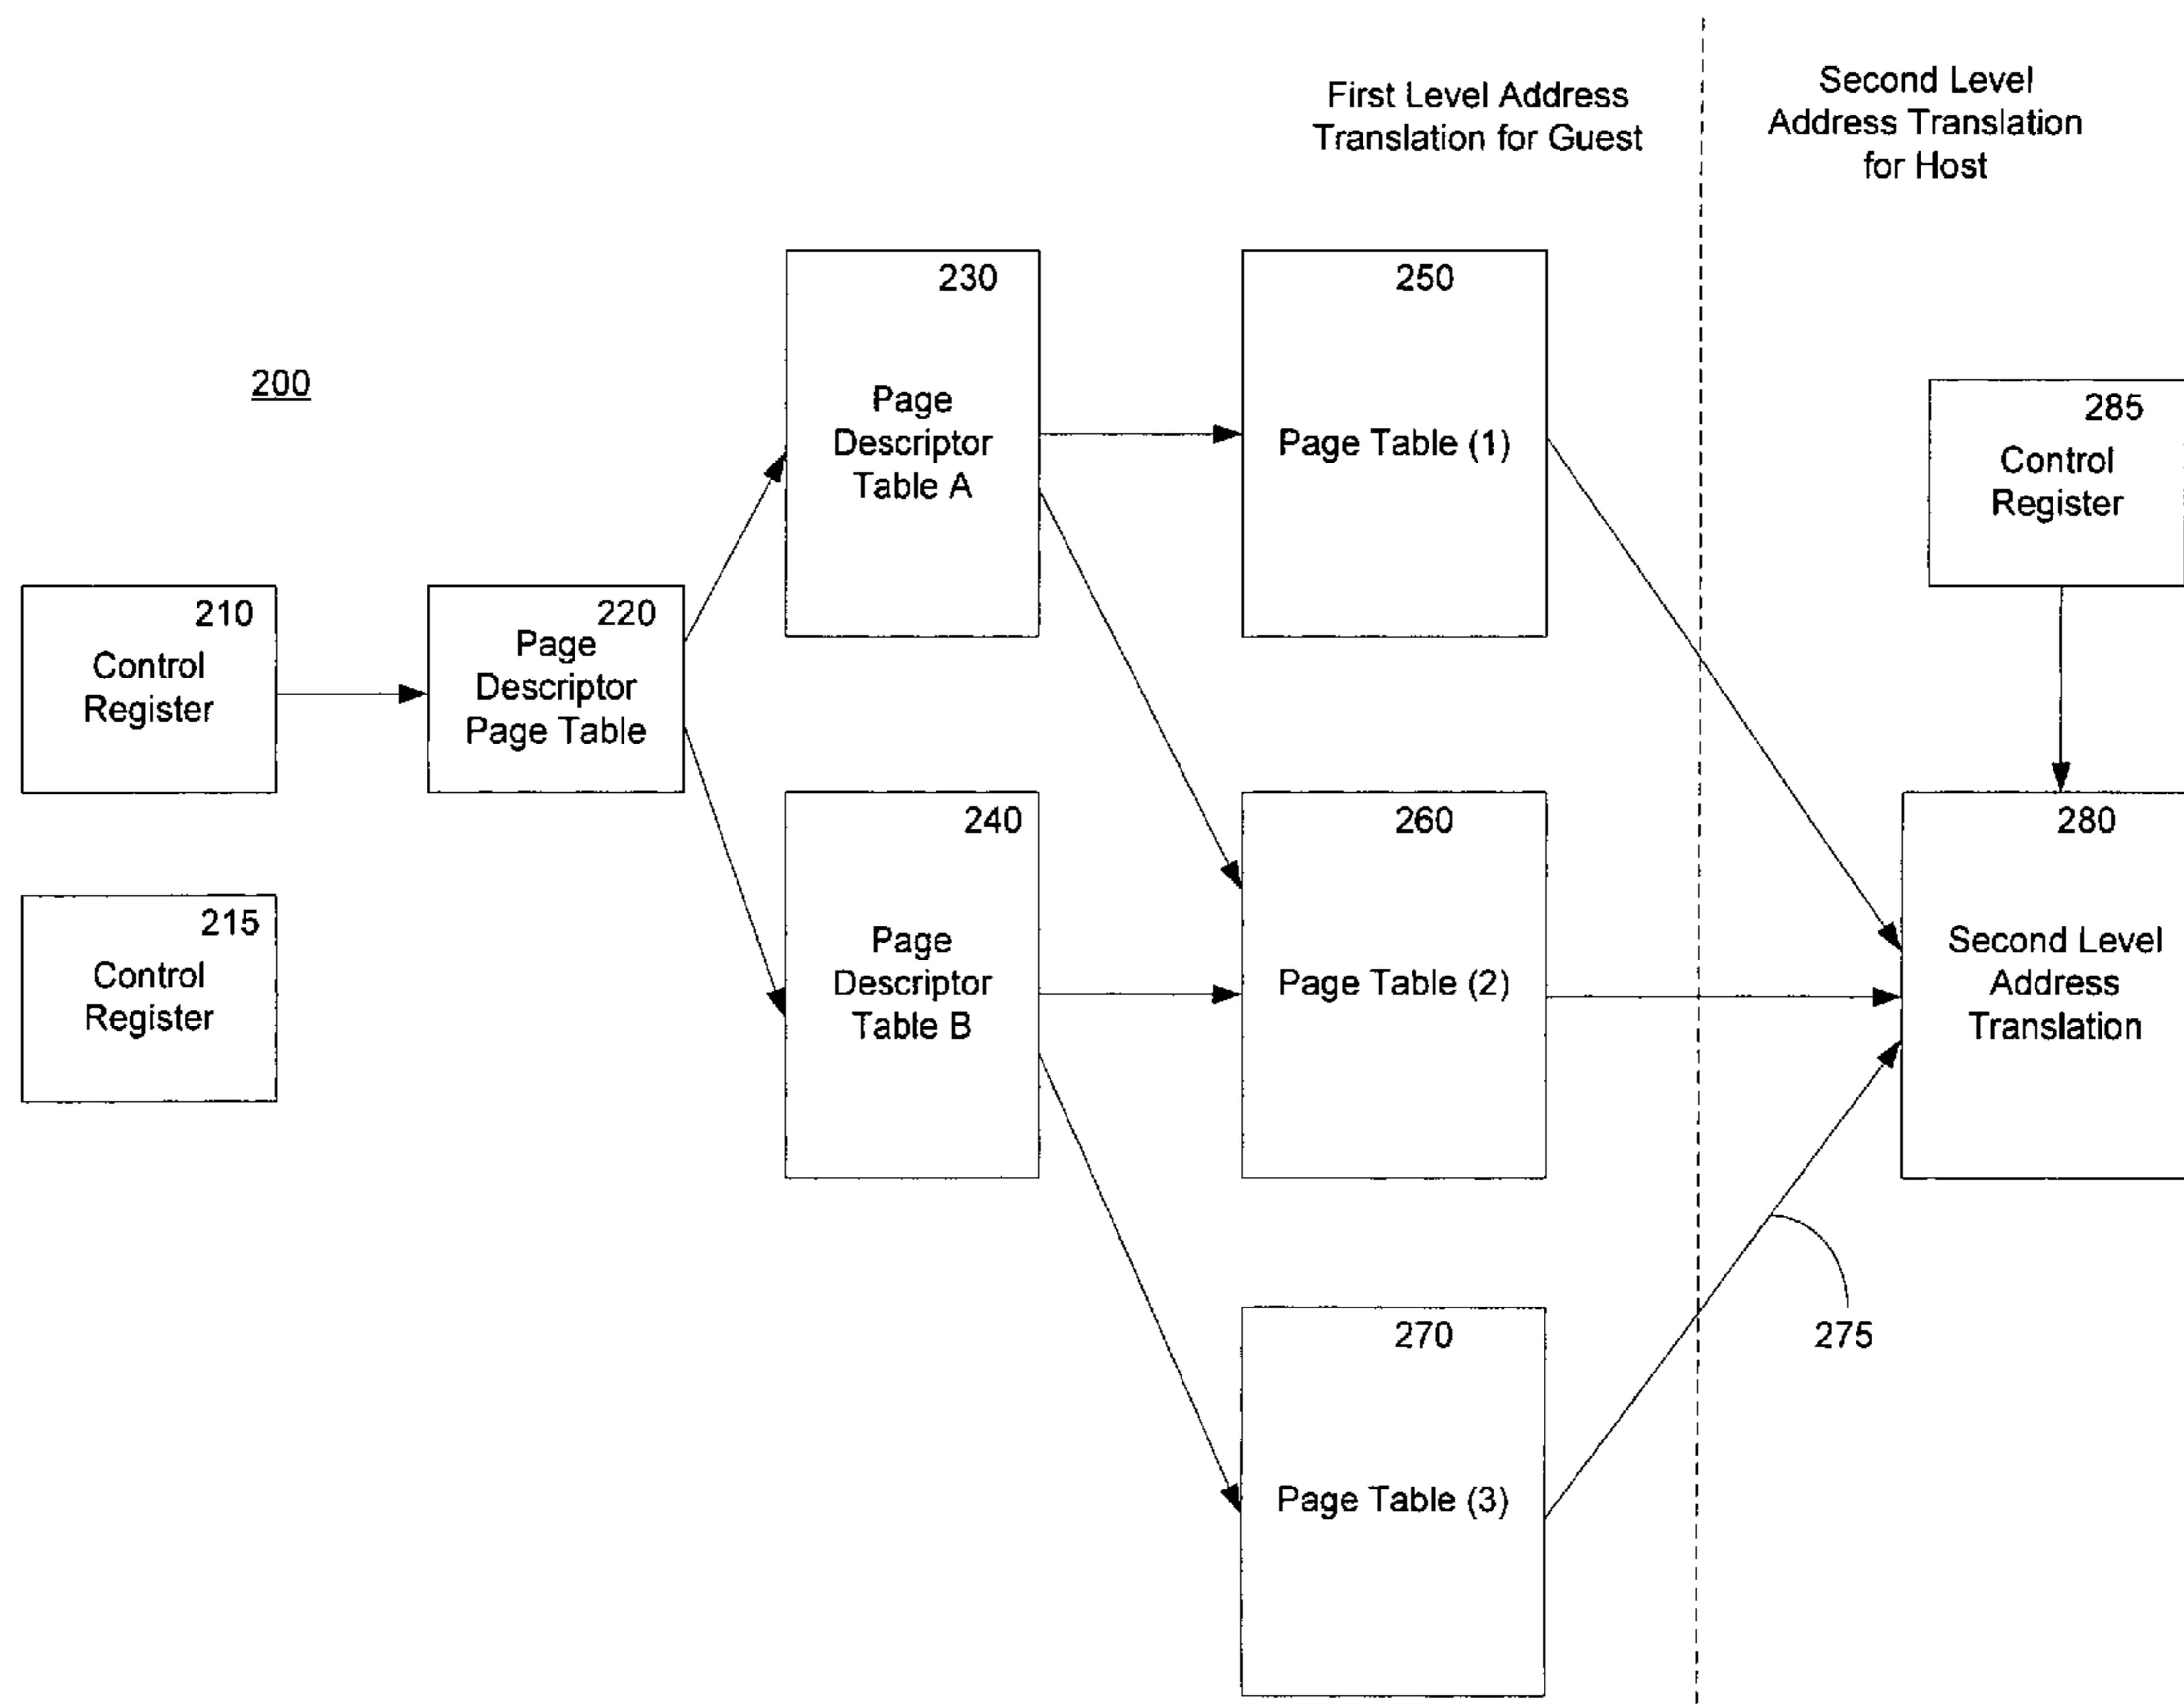 First Level Address
Translation for Guest
Second Level
Address Translation
for Host
200
210
Control
Register
215
Control
Register
220
Page
Descriptor
Page Table
230
Page
Descriptor
Table A
240
Page
Descriptor
Table B
250
Page Table (1)
260
Page Table (2)
270
Page Table (3)
275
285
Control
Register
280
Second Level
Address
Translation